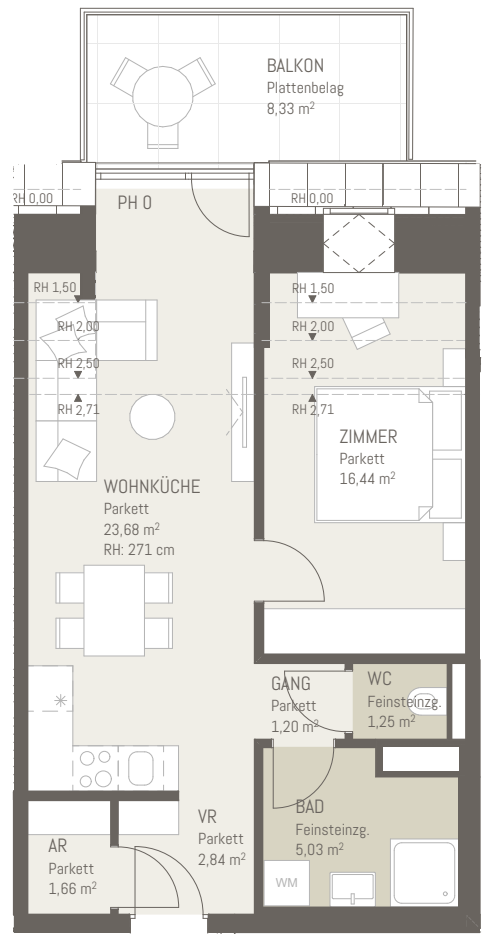 BALKON
Plattenbelag
8,33 m²
RH 0,00
PH 0
RH 0,00
RH 1,50
RH 1,50
RH 2,00
RH 2,00
RH 2,50
RH 2,50
RH 2,71
RH 2,71
ZIMMER
Parkett
16,44 m²
WOHNKÜCHE
Parkett
23,68 m²
RH: 271 cm
GANG
Parkett
1,20 m²
WC
Feinsteinzg.
1,25 m²
BAD
Feinsteinzg.
5,03 m²
VR
Parkett
2,84 m²
AR
Parkett
1,66 m²
WM